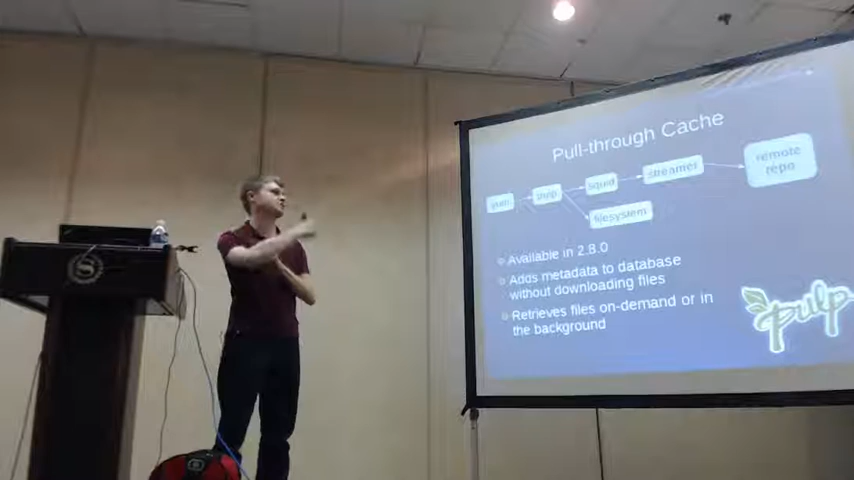 Pull-through Cache
yum
pulp
squid
streamer
remote
repo
filesystem
Available in 2.8.0
Adds metadata to database
without downloading files
Retrieves files on-demand or in
the background
pulp